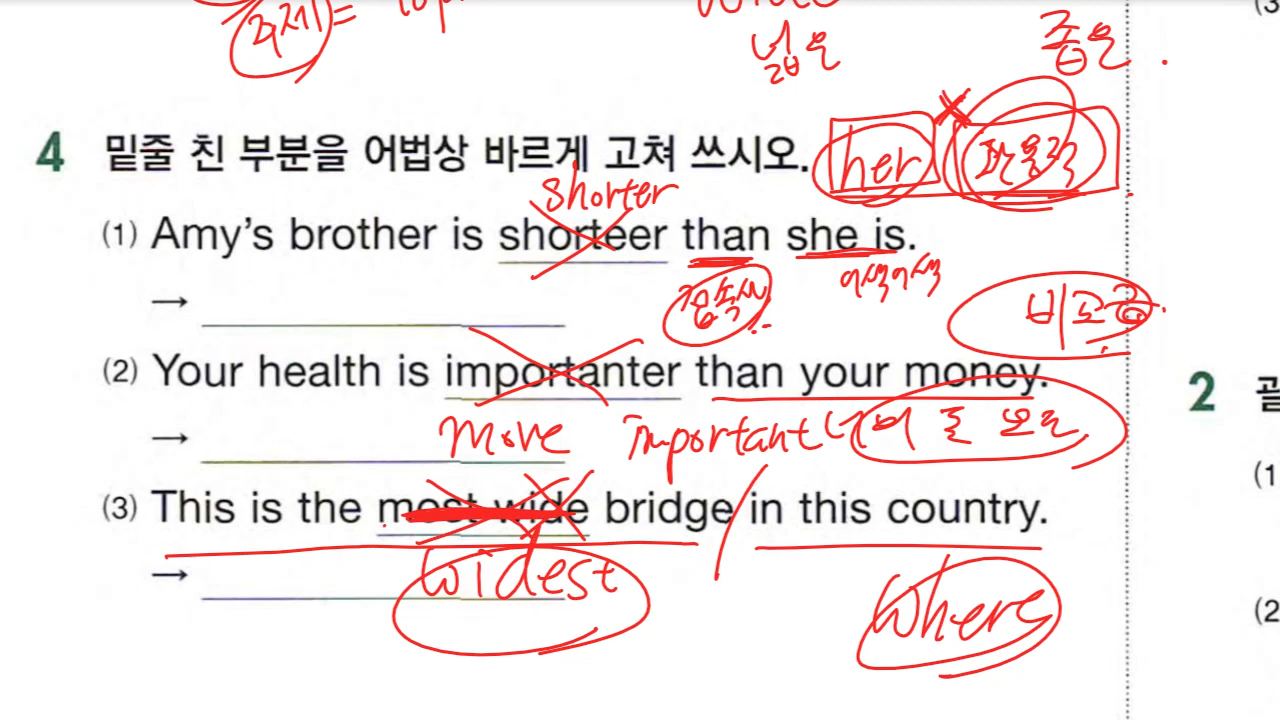 주제 =
넓은 좁은.
4 밑줄 친 부분을 어법상 바르게 고쳐 쓰시오. her
shorter
(1) Amy's brother is shorteer than she is.
→ 접속사
비교급
(2) Your health is importanter than your money.
→ more important
(3) This is the most wide bridge / in this country.
→ widest where
2
(1
(2